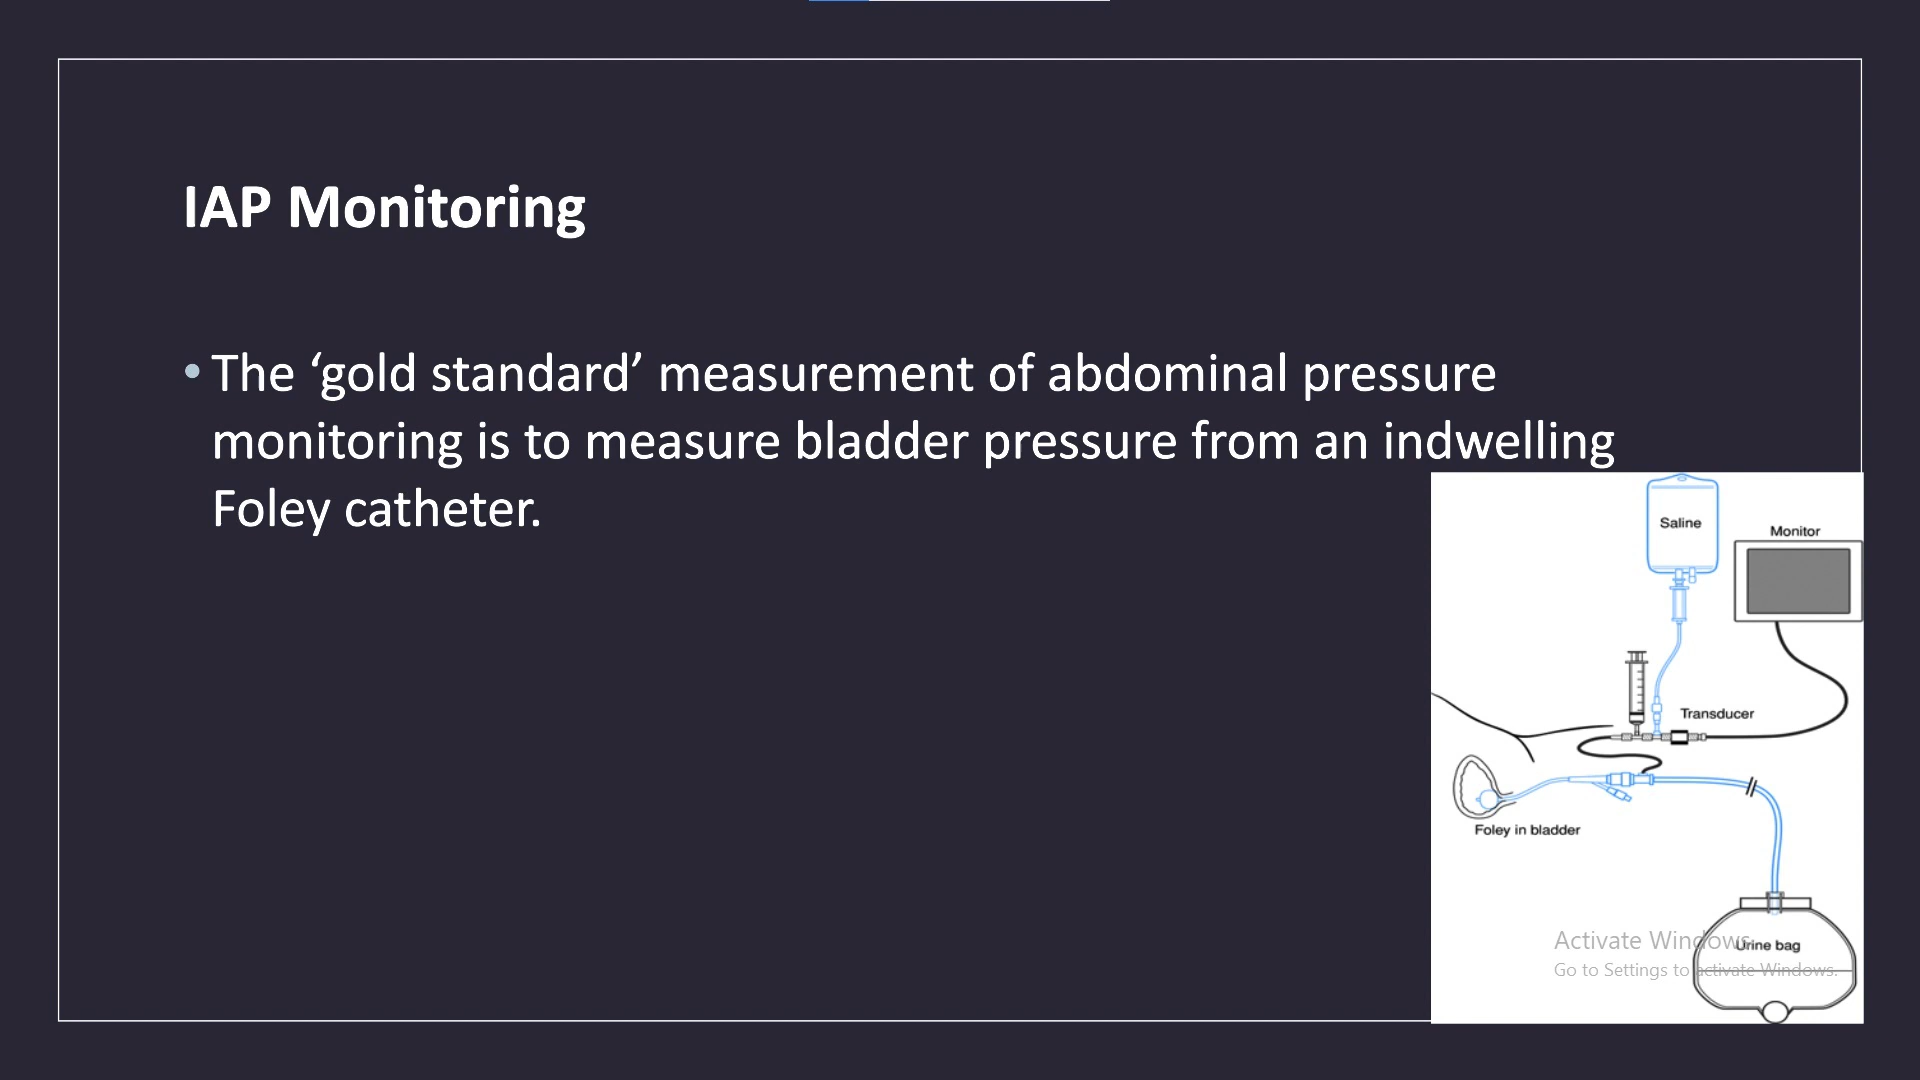 IAP Monitoring
• The ‘gold standard’ measurement of abdominal pressure
monitoring is to measure bladder pressure from an indwelling
Foley catheter.
Saline
Monitor
Transducer
Foley in bladder
Urine bag
Activate Windows
Go to Settings to activate Windows.